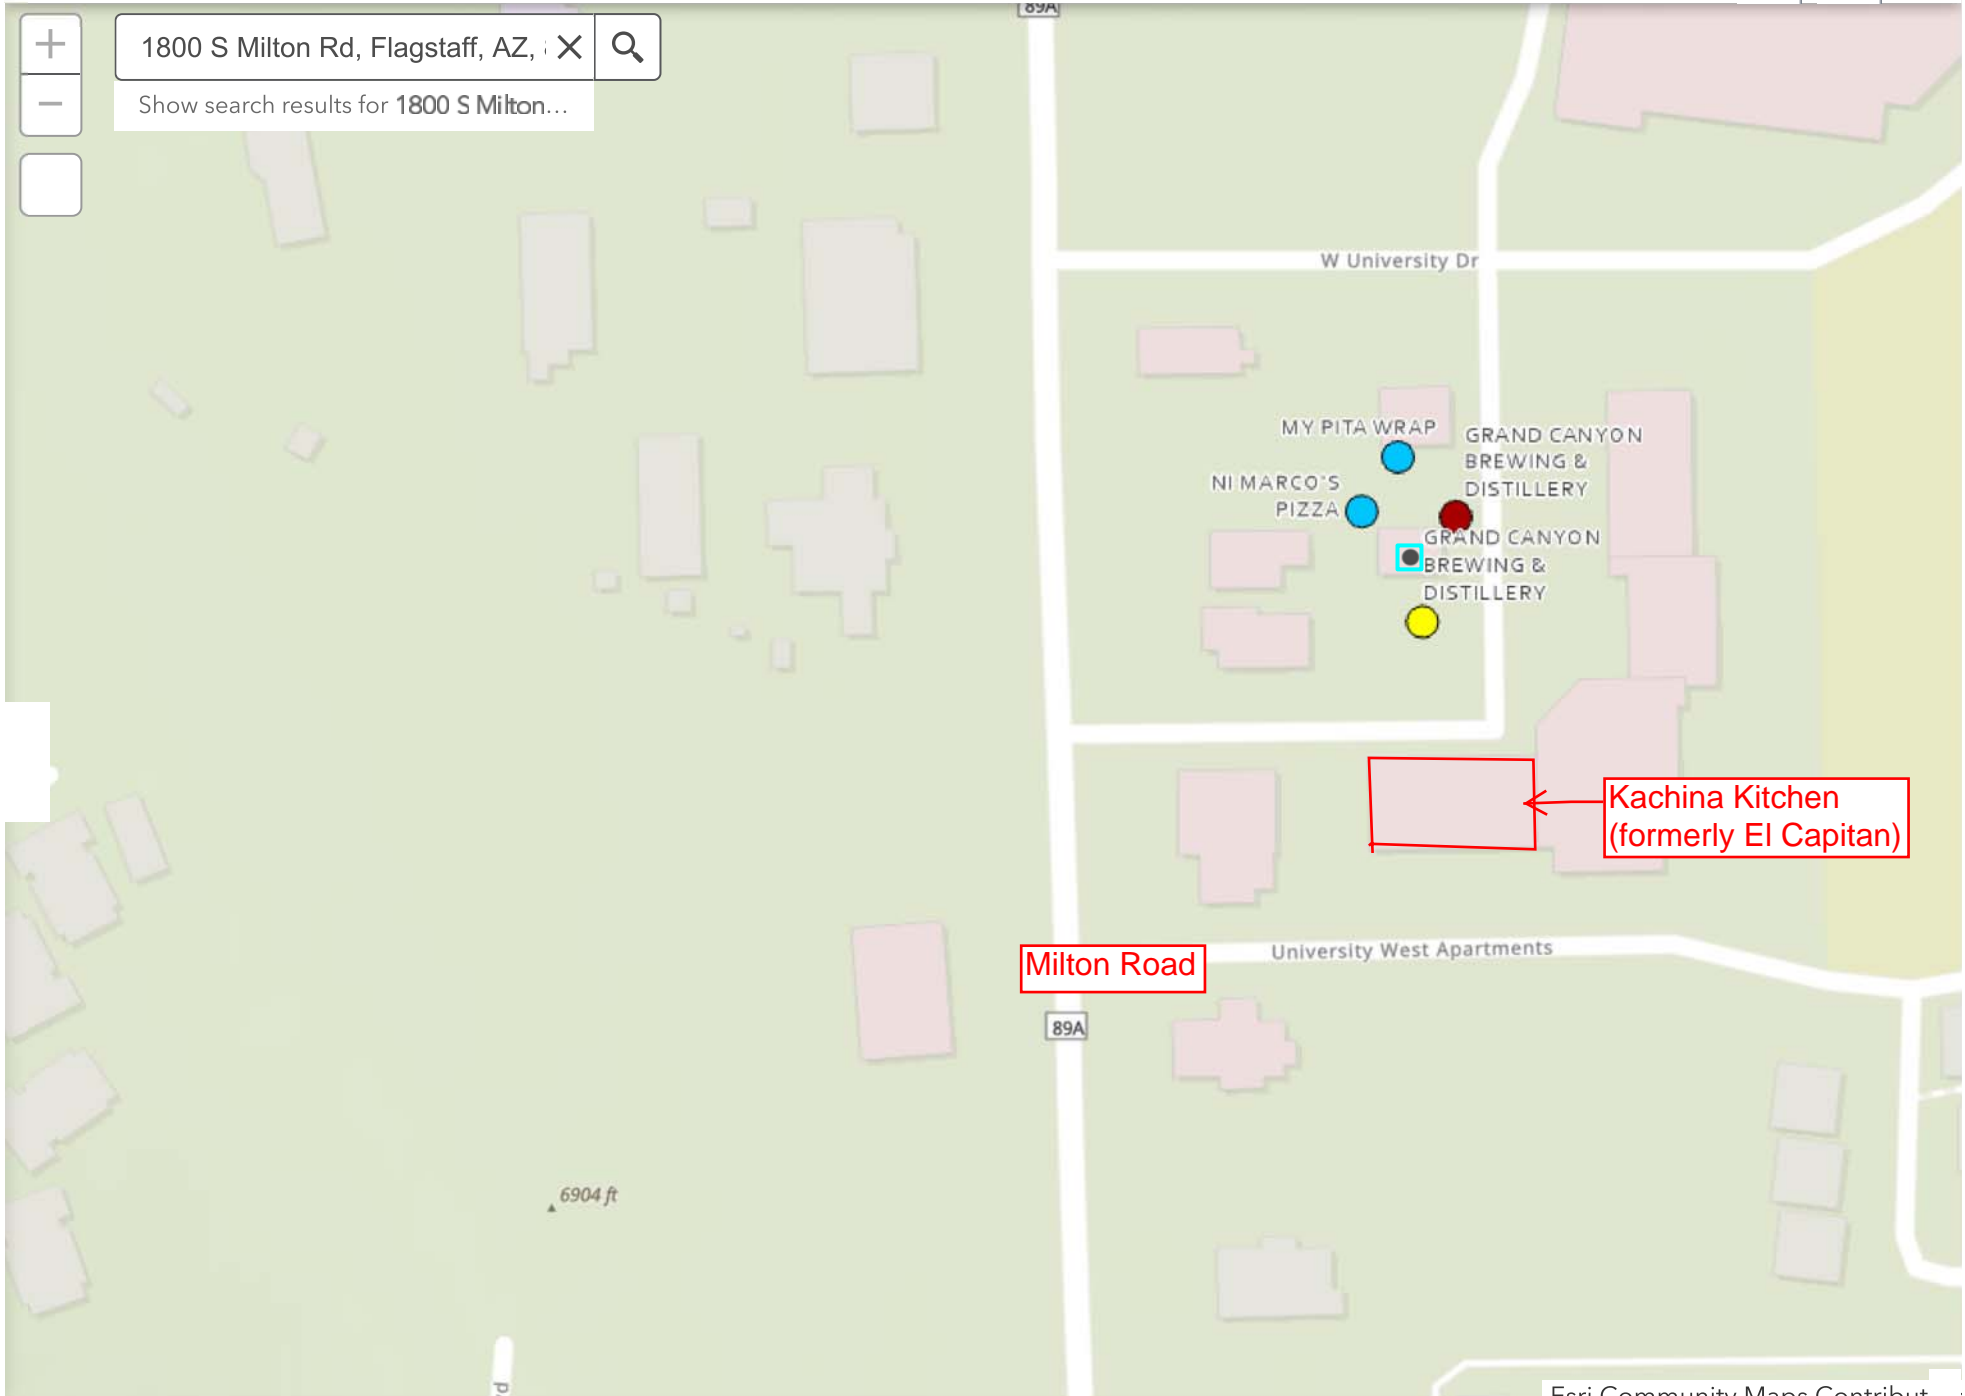 89A
1800 S Milton Rd, Flagstaff, AZ,
Show search results for 1800 S Milton...
W University Dr
MY PITA WRAP
GRAND CANYON
BREWING &
DISTILLERY
NI MARCO'S
PIZZA
GRAND CANYON
BREWING &
DISTILLERY
Kachina Kitchen
(formerly El Capitan)
Milton Road
University West Apartments
89A
6904 ft
Esri Community Maps Contribut